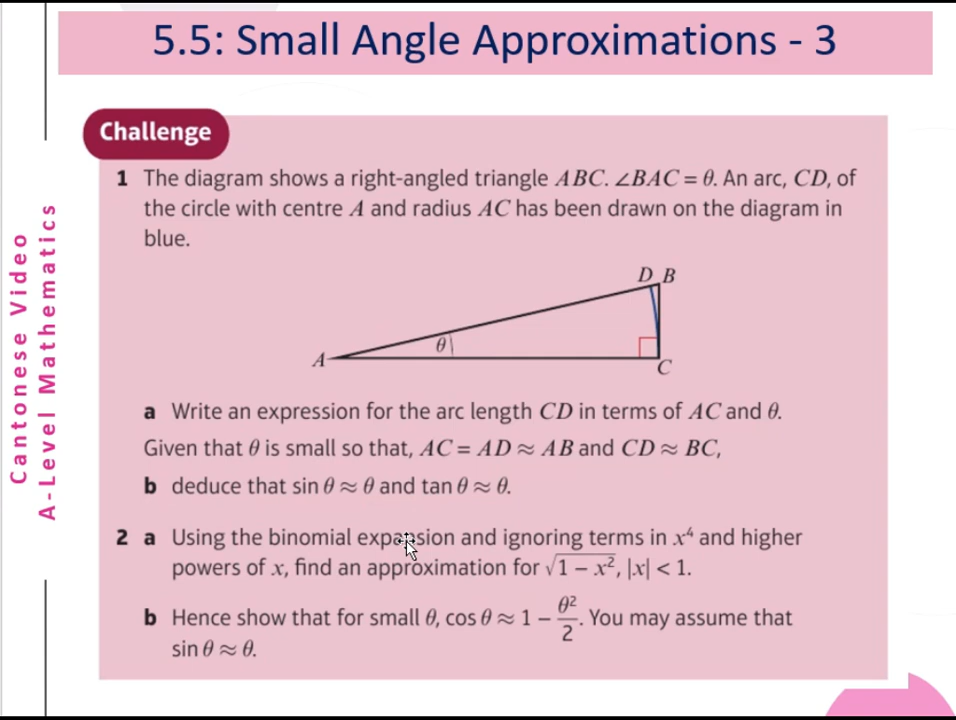 5.5: Small Angle Approximations - 3
Cantonese Video
A-Level Mathematics
Challenge
1 The diagram shows a right-angled triangle ABC. ∠BAC = θ. An arc, CD, of
the circle with centre A and radius AC has been drawn on the diagram in
blue.
D B
θ
A
C
a Write an expression for the arc length CD in terms of AC and θ.
Given that θ is small so that, AC = AD ≈ AB and CD ≈ BC,
b deduce that sin θ ≈ θ and tan θ ≈ θ.
2 a Using the binomial expansion and ignoring terms in x⁴ and higher
powers of x, find an approximation for √(1 − x²), |x| < 1.
b Hence show that for small θ, cos θ ≈ 1 − θ²/2. You may assume that
sin θ ≈ θ.